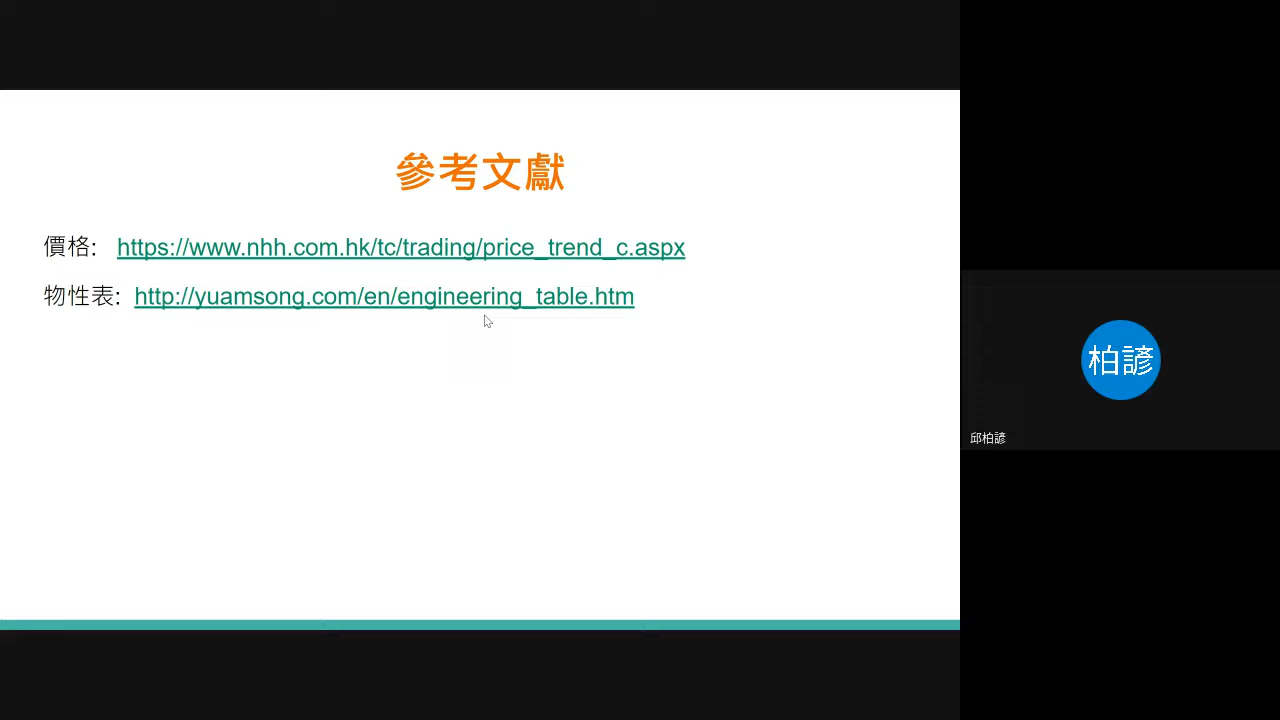 參考文獻
價格: https://www.nhh.com.hk/tc/trading/price_trend_c.aspx
物性表: http://yuamsong.com/en/engineering_table.htm
柏諺
邱柏諺